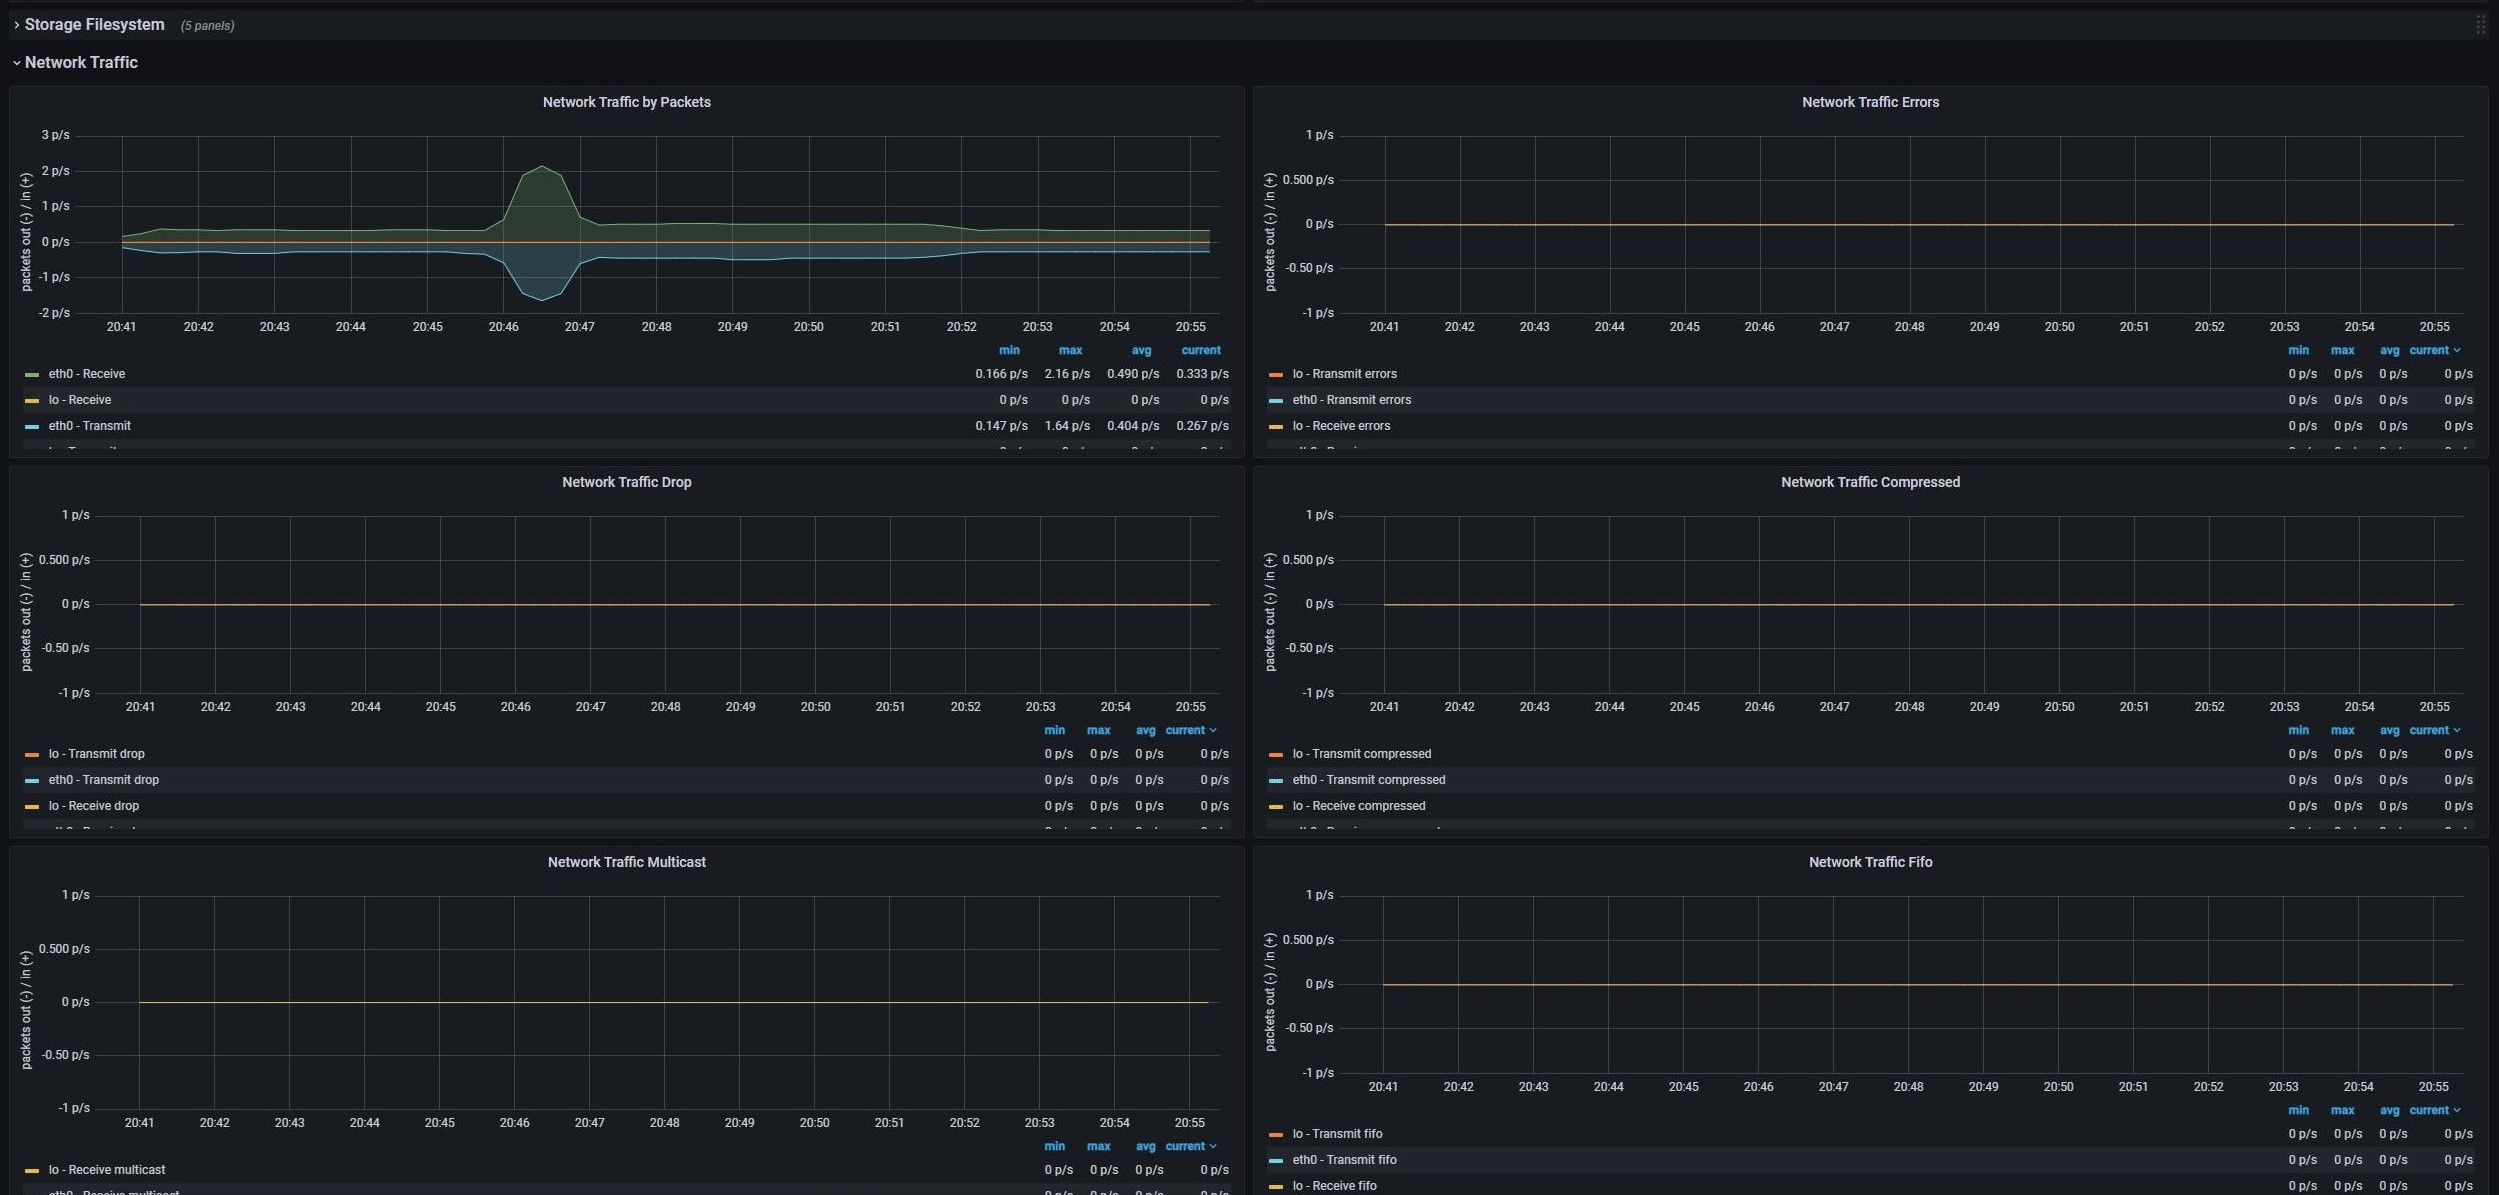 Storage Filesystem (5 panels)
Network Traffic
Network Traffic by Packets
packets out (-) / in (+)
3 p/s
2 p/s
1 p/s
0 p/s
-1 p/s
-2 p/s
20:41 20:42 20:43 20:44 20:45 20:46 20:47 20:48 20:49 20:50 20:51 20:52 20:53 20:54 20:55
min max avg current
eth0 - Receive 0.166 p/s 2.16 p/s 0.490 p/s 0.333 p/s
lo - Receive 0 p/s 0 p/s 0 p/s 0 p/s
eth0 - Transmit 0.147 p/s 1.64 p/s 0.404 p/s 0.267 p/s
Network Traffic Errors
packets out (-) / in (+)
1 p/s
0.500 p/s
0 p/s
-0.50 p/s
-1 p/s
20:41 20:42 20:43 20:44 20:45 20:46 20:47 20:48 20:49 20:50 20:51 20:52 20:53 20:54 20:55
min max avg current
lo - Rransmit errors 0 p/s 0 p/s 0 p/s 0 p/s
eth0 - Rransmit errors 0 p/s 0 p/s 0 p/s 0 p/s
lo - Receive errors 0 p/s 0 p/s 0 p/s 0 p/s
Network Traffic Drop
packets out (-) / in (+)
1 p/s
0.500 p/s
0 p/s
-0.50 p/s
-1 p/s
20:41 20:42 20:43 20:44 20:45 20:46 20:47 20:48 20:49 20:50 20:51 20:52 20:53 20:54 20:55
min max avg current
lo - Transmit drop 0 p/s 0 p/s 0 p/s 0 p/s
eth0 - Transmit drop 0 p/s 0 p/s 0 p/s 0 p/s
lo - Receive drop 0 p/s 0 p/s 0 p/s 0 p/s
Network Traffic Compressed
packets out (-) / in (+)
1 p/s
0.500 p/s
0 p/s
-0.50 p/s
-1 p/s
20:41 20:42 20:43 20:44 20:45 20:46 20:47 20:48 20:49 20:50 20:51 20:52 20:53 20:54 20:55
min max avg current
lo - Transmit compressed 0 p/s 0 p/s 0 p/s 0 p/s
eth0 - Transmit compressed 0 p/s 0 p/s 0 p/s 0 p/s
lo - Receive compressed 0 p/s 0 p/s 0 p/s 0 p/s
Network Traffic Multicast
packets out (-) / in (+)
1 p/s
0.500 p/s
0 p/s
-0.50 p/s
-1 p/s
20:41 20:42 20:43 20:44 20:45 20:46 20:47 20:48 20:49 20:50 20:51 20:52 20:53 20:54 20:55
min max avg current
lo - Receive multicast 0 p/s 0 p/s 0 p/s 0 p/s
Network Traffic Fifo
packets out (-) / in (+)
1 p/s
0.500 p/s
0 p/s
-0.50 p/s
-1 p/s
20:41 20:42 20:43 20:44 20:45 20:46 20:47 20:48 20:49 20:50 20:51 20:52 20:53 20:54 20:55
min max avg current
lo - Transmit fifo 0 p/s 0 p/s 0 p/s 0 p/s
eth0 - Transmit fifo 0 p/s 0 p/s 0 p/s 0 p/s
lo - Receive fifo 0 p/s 0 p/s 0 p/s 0 p/s